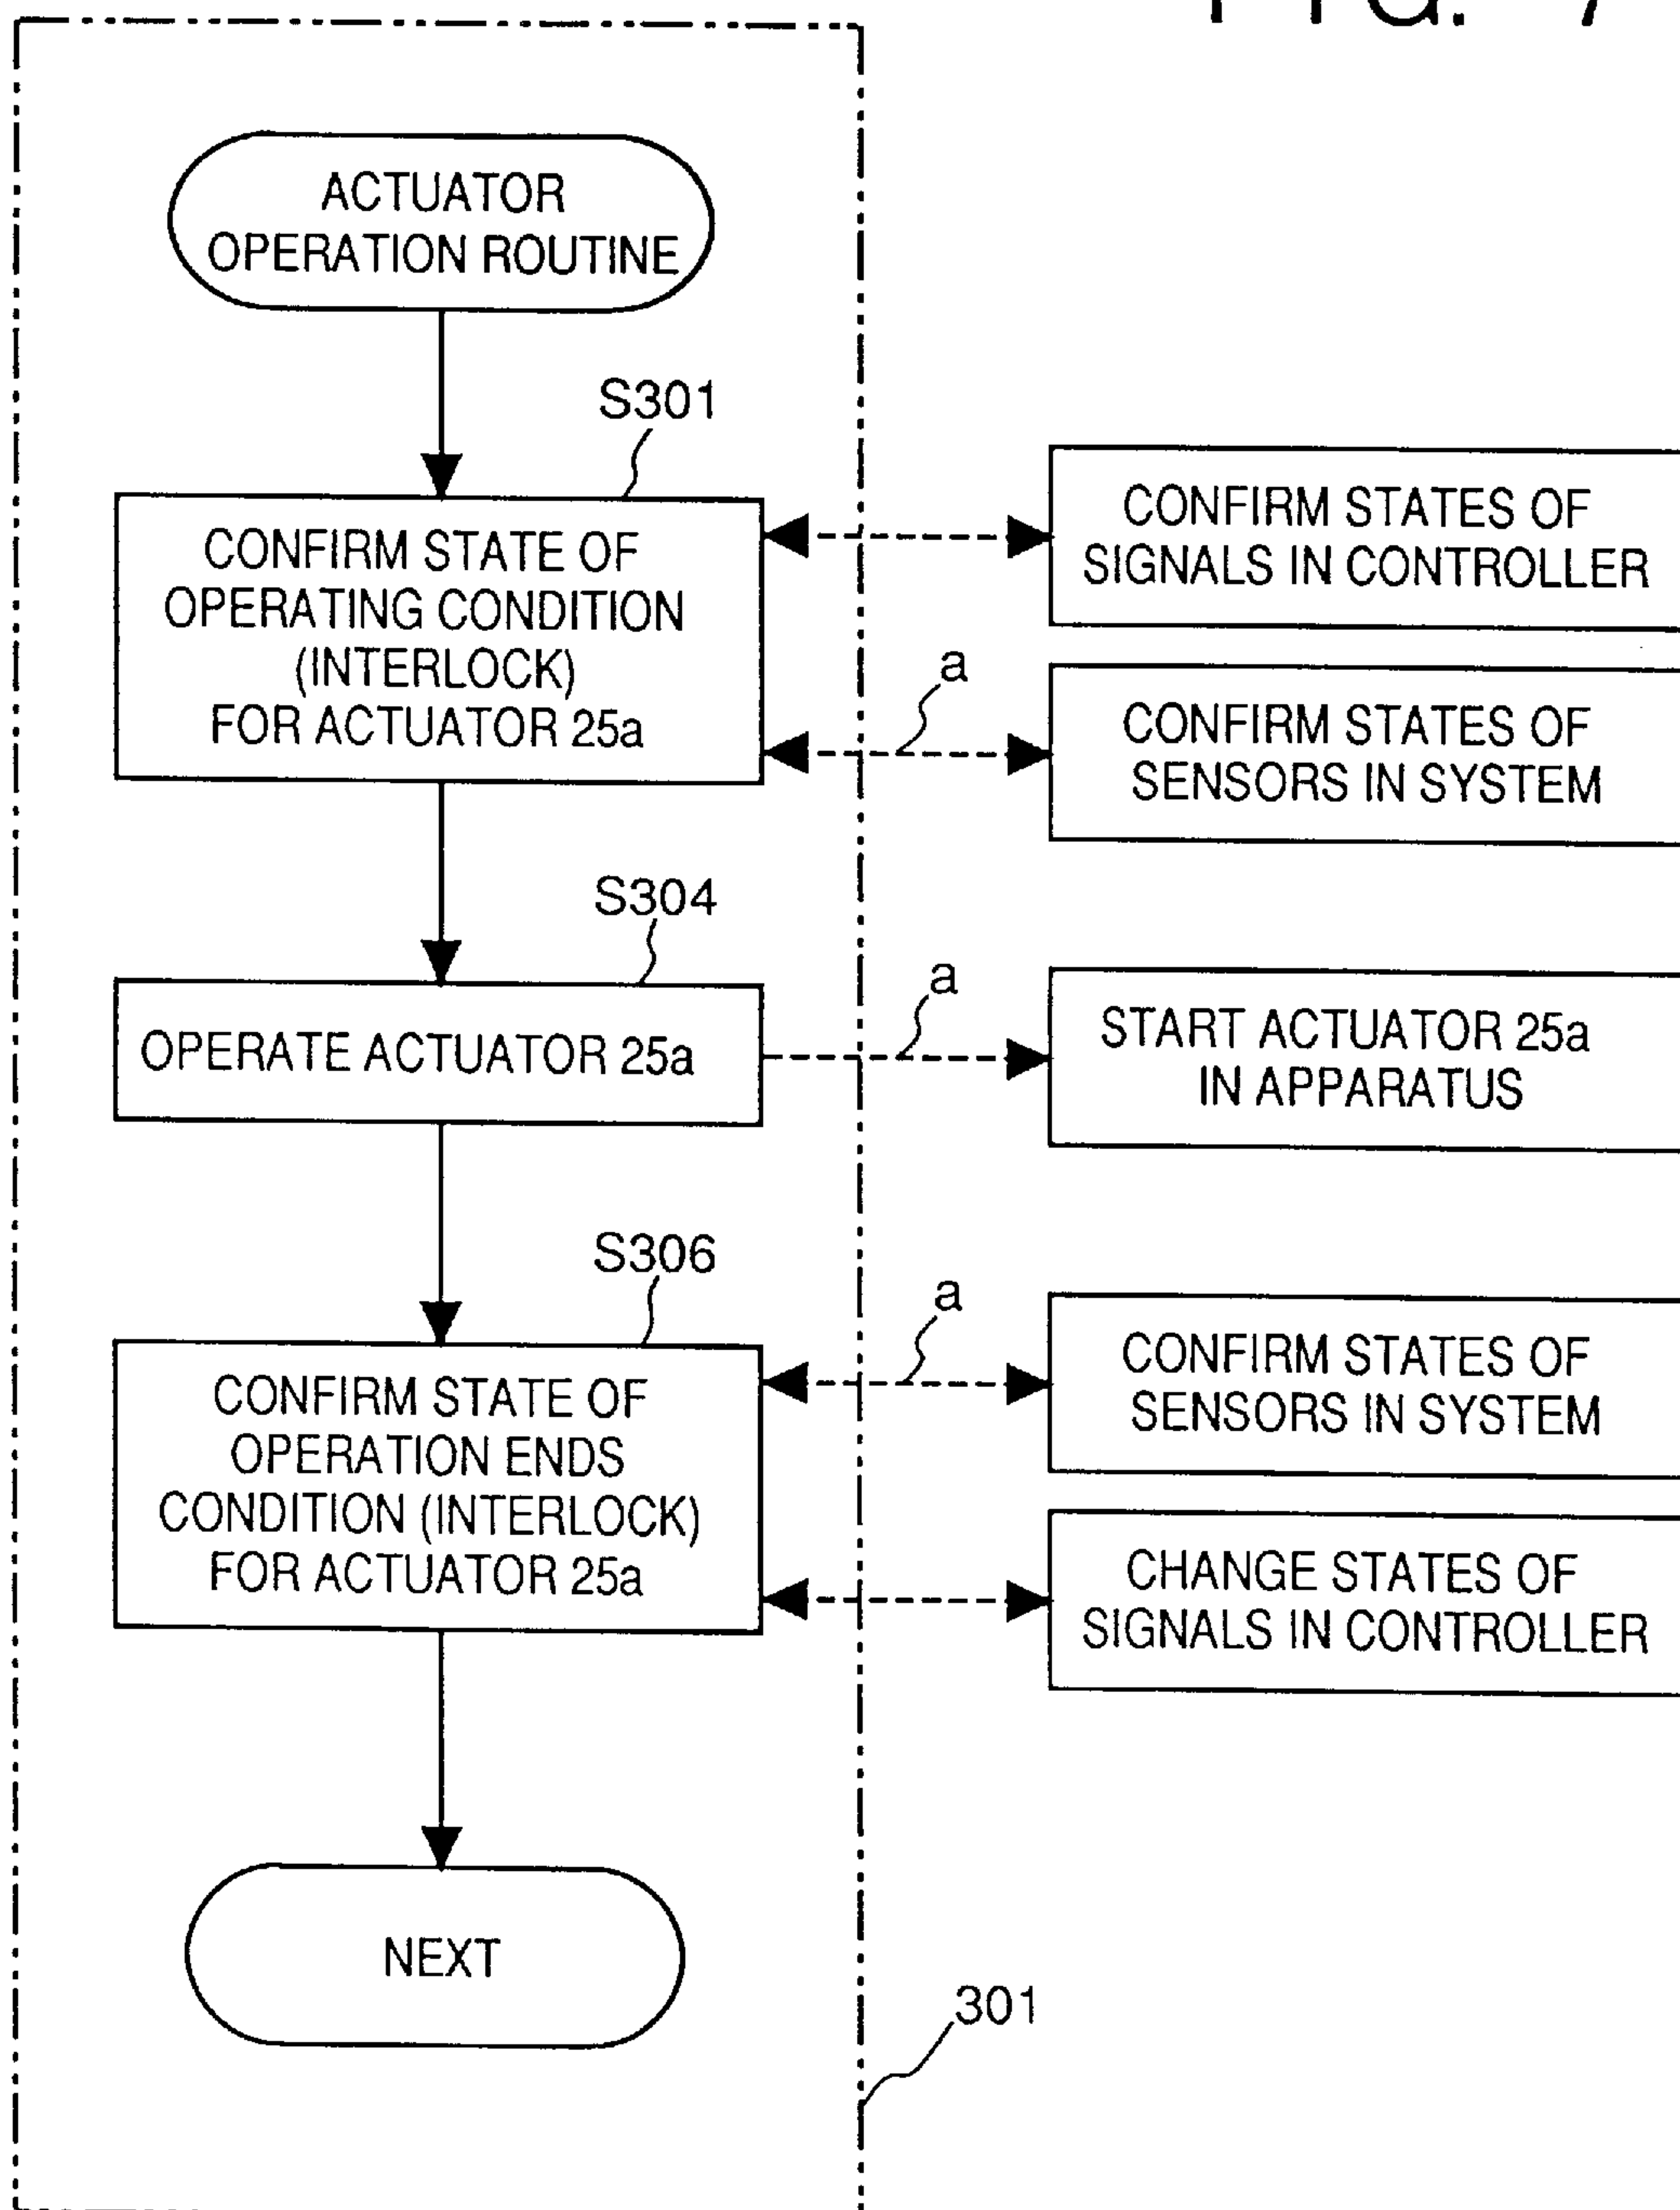 FIG. 7
ACTUATOR
OPERATION ROUTINE
S301
CONFIRM STATE OF
OPERATING CONDITION
(INTERLOCK)
FOR ACTUATOR 25a
CONFIRM STATES OF
SIGNALS IN CONTROLLER
a
CONFIRM STATES OF
SENSORS IN SYSTEM
S304
OPERATE ACTUATOR 25a
a
START ACTUATOR 25a
IN APPARATUS
S306
CONFIRM STATE OF
OPERATION ENDS
CONDITION (INTERLOCK)
FOR ACTUATOR 25a
a
CONFIRM STATES OF
SENSORS IN SYSTEM
CHANGE STATES OF
SIGNALS IN CONTROLLER
NEXT
301